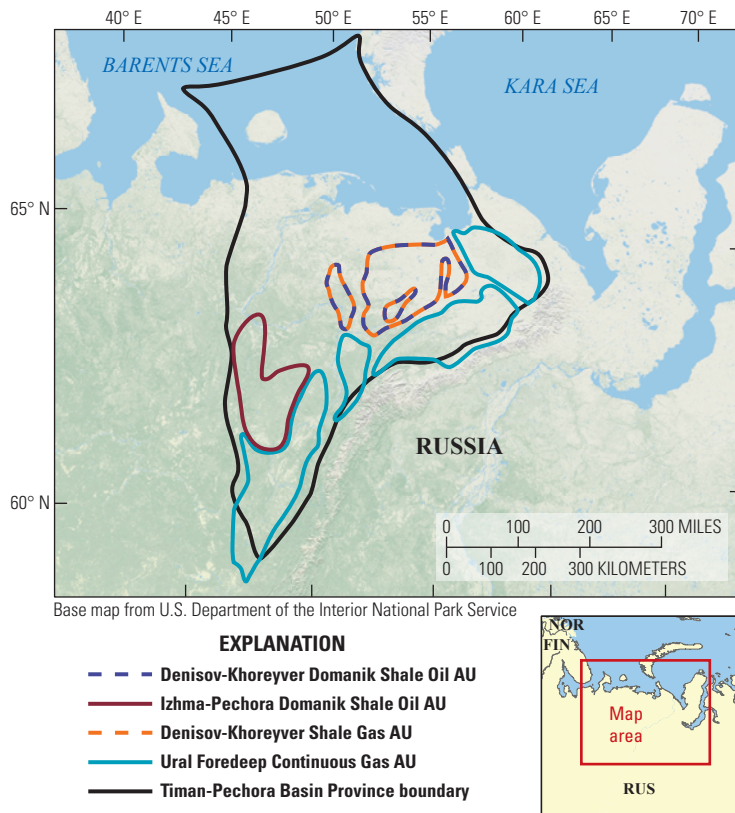 40° E 45° E 50° E 55° E 60° E 65° E 70° E
BARENTS SEA
KARA SEA
65° N
RUSSIA
60° N
0 100 200 300 MILES
0 100 200 300 KILOMETERS
Base map from U.S. Department of the Interior National Park Service
EXPLANATION
Denisov-Khoreyver Domanik Shale Oil AU
Izhma-Pechora Domanik Shale Oil AU
Denisov-Khoreyver Shale Gas AU
Ural Foredeep Continuous Gas AU
Timan-Pechora Basin Province boundary
NOR
FIN
Map
area
RUS